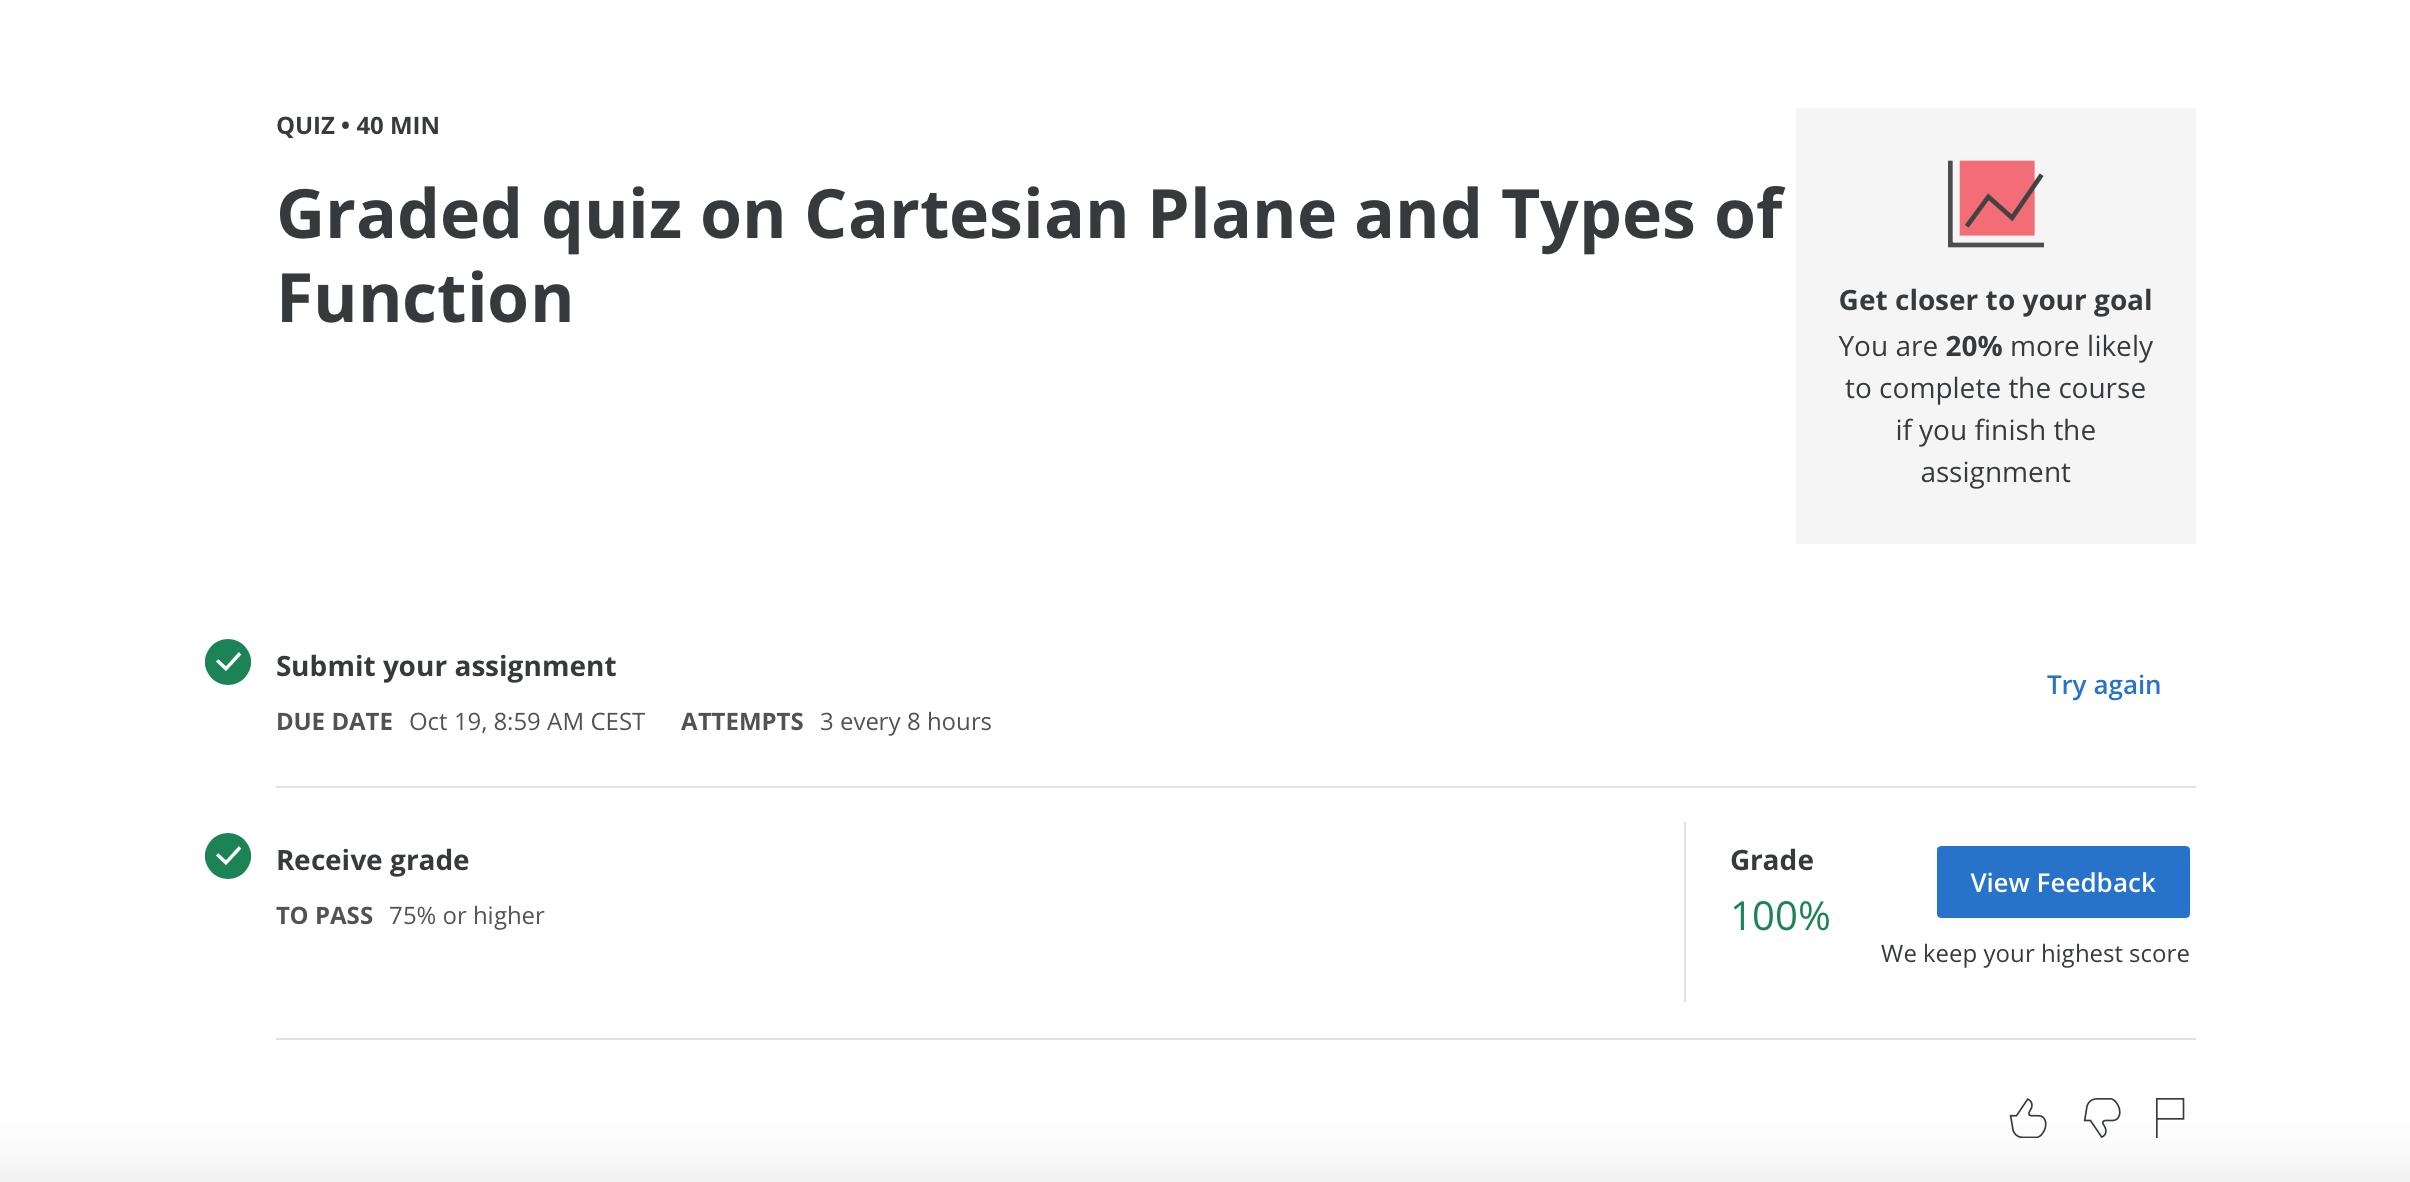 QUIZ • 40 MIN
Graded quiz on Cartesian Plane and Types of
Function
Get closer to your goal
You are 20% more likely
to complete the course
if you finish the
assignment
Submit your assignment
DUE DATE Oct 19, 8:59 AM CEST ATTEMPTS 3 every 8 hours
Try again
Receive grade
TO PASS 75% or higher
Grade
100%
View Feedback
We keep your highest score